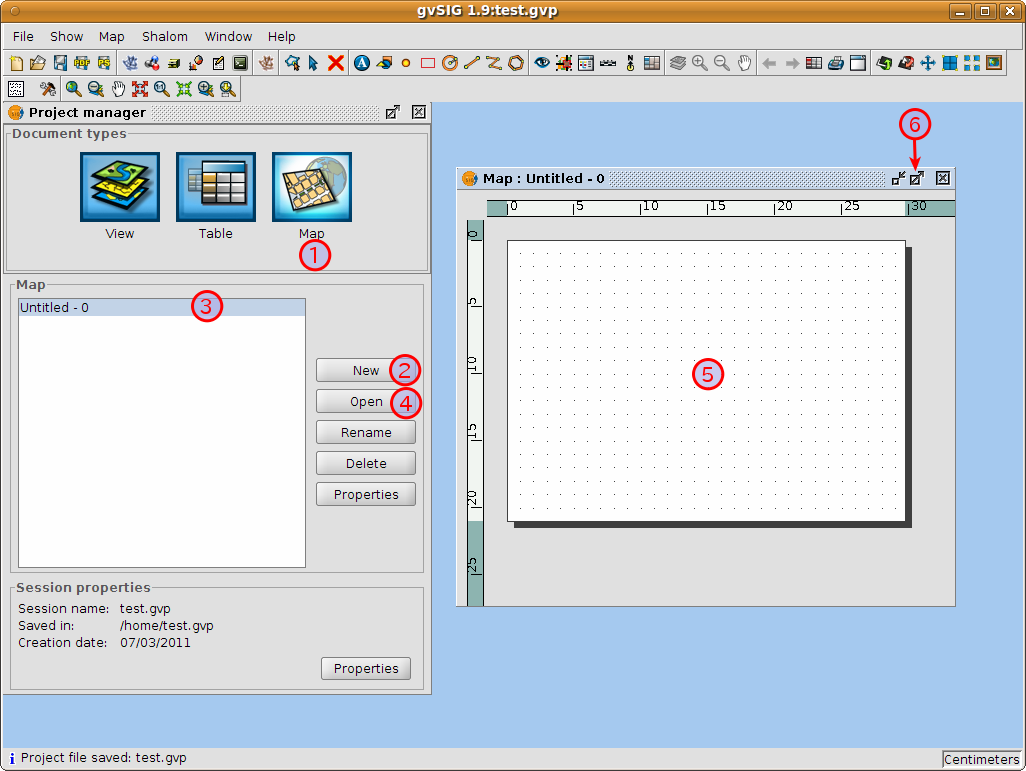 gvSIG 1.9:test.gvp
File Show Map Shalom Window Help
PDF PS
Project manager
Document types
View Table Map
1
Map
Untitled - 0
3
New 2
Open 4
Rename
Delete
Properties
Session properties
Session name: test.gvp
Saved in: /home/test.gvp
Creation date: 07/03/2011
Properties
6
Map : Untitled - 0
0 5 10 15 20 25 30
0
5
10
15
20
25
5
Project file saved: test.gvp
Centimeters